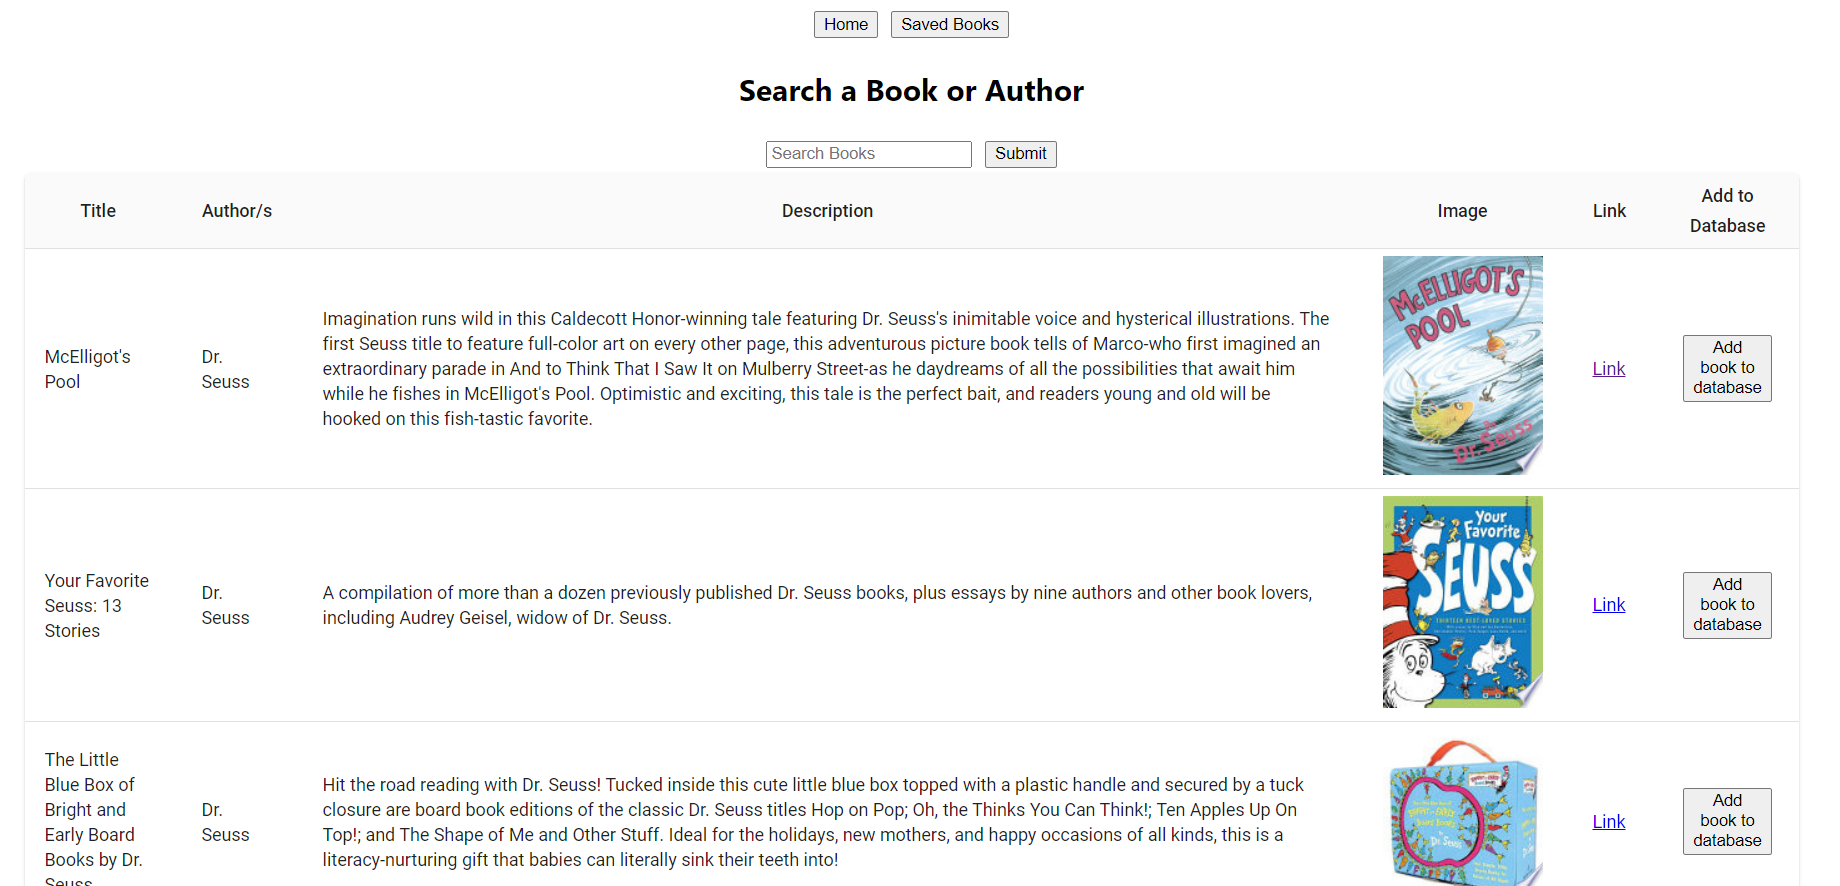 Home Saved Books
Search a Book or Author
Search Books Submit
Title Author/s Description Image Link Add to
Database
McElligot's
Pool
Dr.
Seuss
Imagination runs wild in this Caldecott Honor-winning tale featuring Dr. Seuss's inimitable voice and hysterical illustrations. The
first Seuss title to feature full-color art on every other page, this adventurous picture book tells of Marco-who first imagined an
extraordinary parade in And to Think That I Saw It on Mulberry Street-as he daydreams of all the possibilities that await him
while he fishes in McElligot's Pool. Optimistic and exciting, this tale is the perfect bait, and readers young and old will be
hooked on this fish-tastic favorite.
McELLIGOT'S
POOL
By
Dr. Seuss
Link
Add
book to
database
Your Favorite
Seuss: 13
Stories
Dr.
Seuss
A compilation of more than a dozen previously published Dr. Seuss books, plus essays by nine authors and other book lovers,
including Audrey Geisel, widow of Dr. Seuss.
Your
Favorite
SEUSS
THIRTEEN BEST-LOVED STORIES
Link
Add
book to
database
The Little
Blue Box of
Bright and
Early Board
Books by Dr.
Seuss
Dr.
Seuss
Hit the road reading with Dr. Seuss! Tucked inside this cute little blue box topped with a plastic handle and secured by a tuck
closure are board book editions of the classic Dr. Seuss titles Hop on Pop; Oh, the Thinks You Can Think!; Ten Apples Up On
Top!; and The Shape of Me and Other Stuff. Ideal for the holidays, new mothers, and happy occasions of all kinds, this is a
literacy-nurturing gift that babies can literally sink their teeth into!
BRIGHT and EARLY
Board Books
by
Dr. Seuss
Link
Add
book to
database